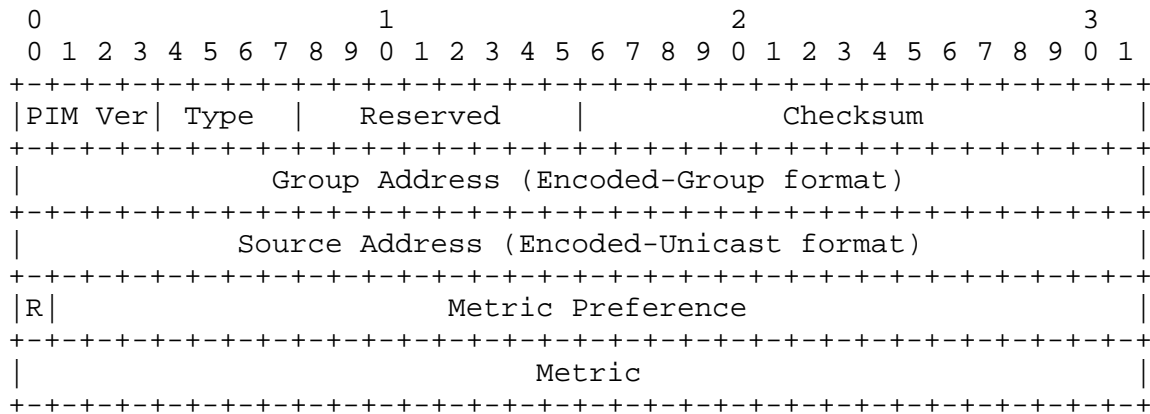 0                   1                   2                   3
 0 1 2 3 4 5 6 7 8 9 0 1 2 3 4 5 6 7 8 9 0 1 2 3 4 5 6 7 8 9 0 1
+-+-+-+-+-+-+-+-+-+-+-+-+-+-+-+-+-+-+-+-+-+-+-+-+-+-+-+-+-+-+-+-+
|PIM Ver| Type  |   Reserved    |           Checksum            |
+-+-+-+-+-+-+-+-+-+-+-+-+-+-+-+-+-+-+-+-+-+-+-+-+-+-+-+-+-+-+-+-+
|              Group Address (Encoded-Group format)             |
+-+-+-+-+-+-+-+-+-+-+-+-+-+-+-+-+-+-+-+-+-+-+-+-+-+-+-+-+-+-+-+-+
|            Source Address (Encoded-Unicast format)            |
+-+-+-+-+-+-+-+-+-+-+-+-+-+-+-+-+-+-+-+-+-+-+-+-+-+-+-+-+-+-+-+-+
|R|                      Metric Preference                      |
+-+-+-+-+-+-+-+-+-+-+-+-+-+-+-+-+-+-+-+-+-+-+-+-+-+-+-+-+-+-+-+-+
|                             Metric                            |
+-+-+-+-+-+-+-+-+-+-+-+-+-+-+-+-+-+-+-+-+-+-+-+-+-+-+-+-+-+-+-+-+